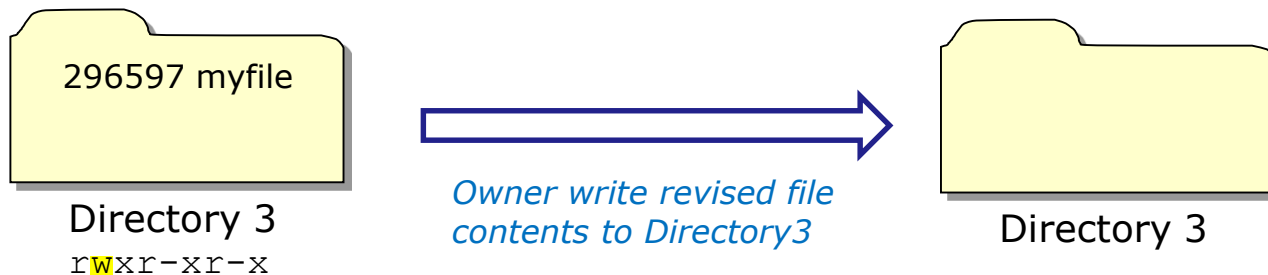 296597 myfile
Directory 3
rwxr-xr-x
Owner write revised file
contents to Directory3
Directory 3